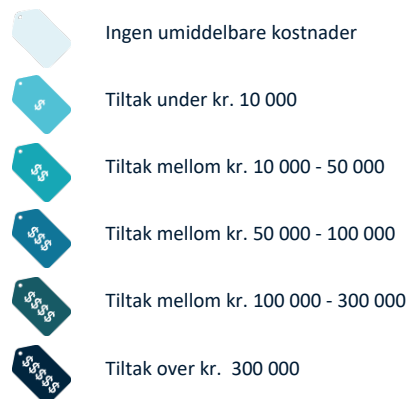 Ingen umiddelbare kostnader
$
Tiltak under kr. 10 000
$$
Tiltak mellom kr. 10 000 - 50 000
$$$
Tiltak mellom kr. 50 000 - 100 000
$$$$
Tiltak mellom kr. 100 000 - 300 000
$$$$$
Tiltak over kr.  300 000